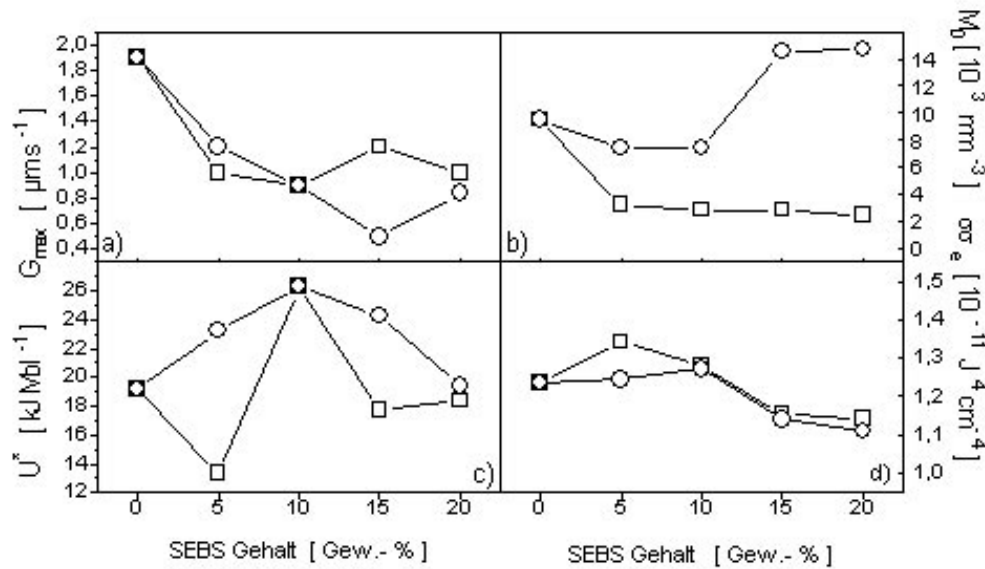 2,0
1,8
1,6
1,4
1,2
1,0
0,8
0,6
0,4
G max [ µms -1 ]
a)
14
12
10
8
6
4
2
0
M 0 [ 10 3 mm -3 ]
b)
26
24
22
20
18
16
14
12
U* [ kJ Mol -1 ]
c)
1,5
1,4
1,3
1,2
1,1
1,0
σσ e [10 -11 J 4 cm -4 ]
d)
0 5 10 15 20
0 5 10 15 20
SEBS Gehalt [ Gew.- % ]
SEBS Gehalt [ Gew.- % ]